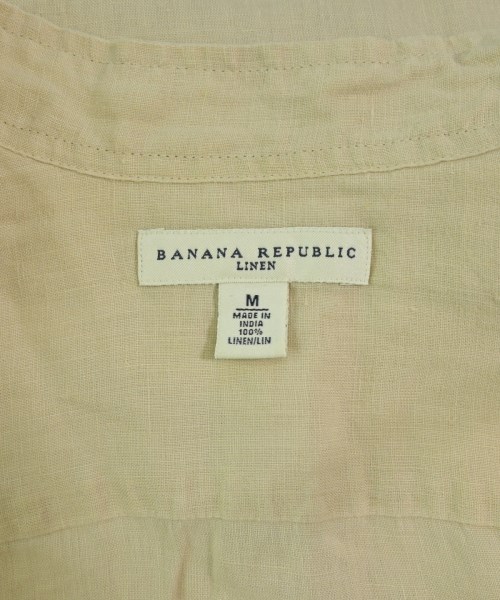 BANANA REPUBLIC
LINEN
M
MADE IN
INDIA
100%
LINEN/LIN